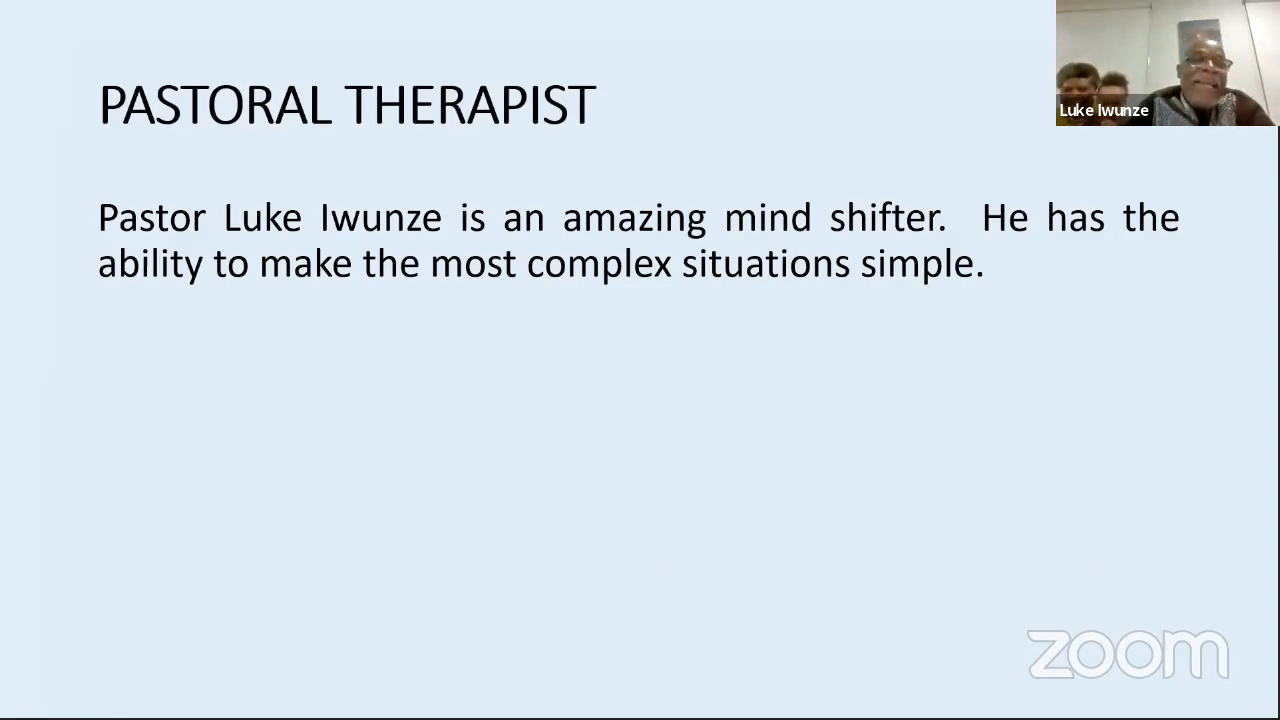 PASTORAL THERAPIST
Luke Iwunze
Pastor Luke Iwunze is an amazing mind shifter.  He has the
ability to make the most complex situations simple.
zoom